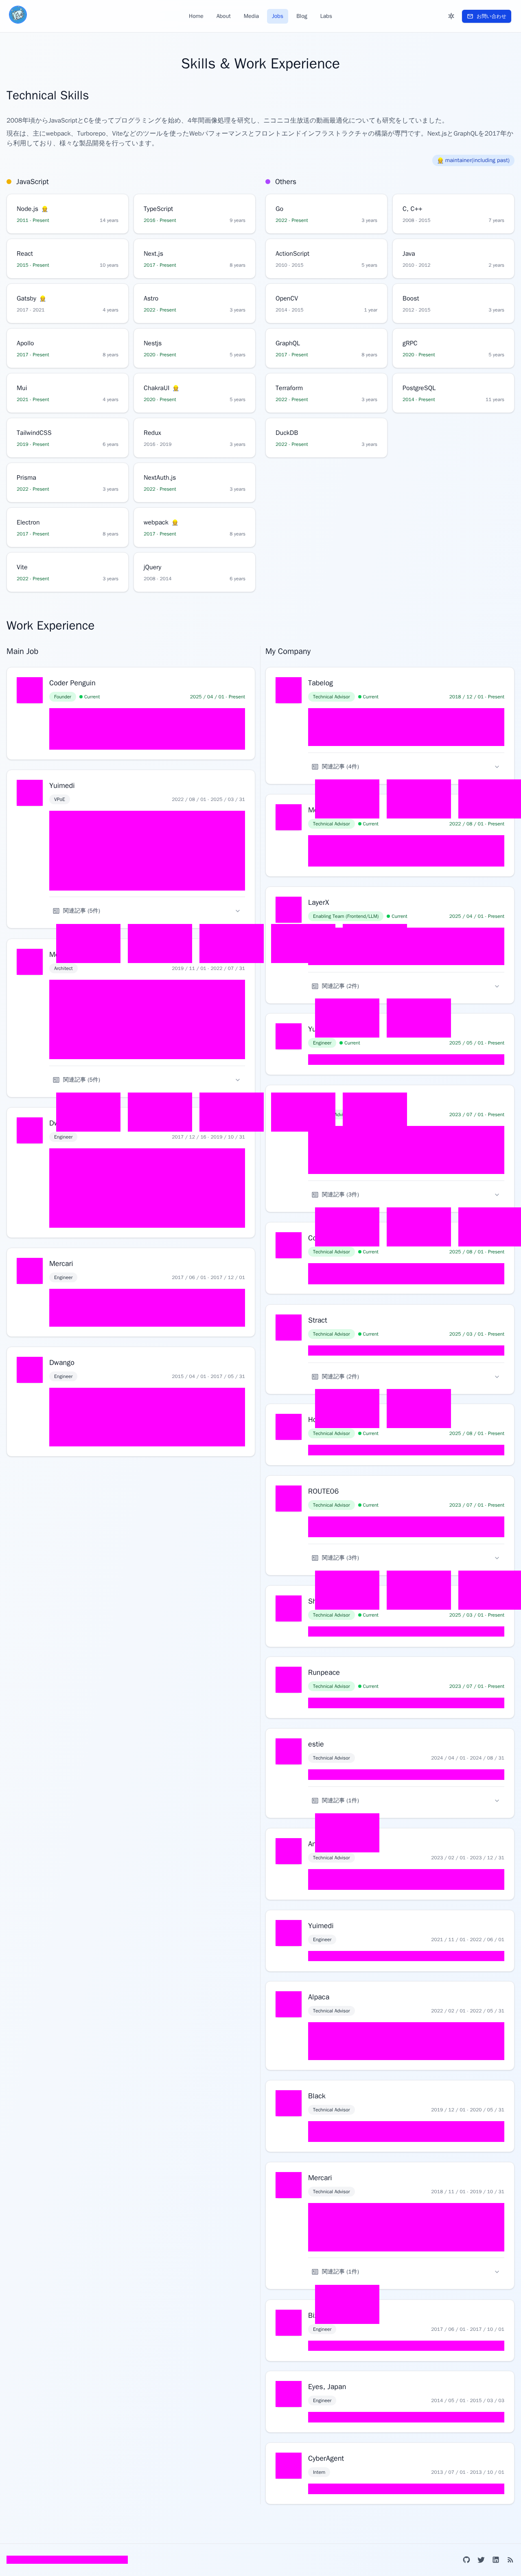 Home About Media Jobs Blog Labs お問い合わせ
Skills & Work Experience
Technical Skills
2008年頃からJavaScriptとCを使ってプログラミングを始め、4年間画像処理を研究し、ニコニコ生放送の動画最適化についても研究をしていました。
現在は、主にwebpack、Turborepo、Viteなどのツールを使ったWebパフォーマンスとフロントエンドインフラストラクチャの構築が専門です。Next.jsとGraphQLを2017年か
ら利用しており、様々な製品開発を行っています。
👷 maintainer(including past)
JavaScript
Node.js 👷
2011 - Present 14 years
TypeScript
2016 - Present 9 years
React
2015 - Present 10 years
Next.js
2017 - Present 8 years
Gatsby 👷
2017 - 2021 4 years
Astro
2022 - Present 3 years
Apollo
2017 - Present 8 years
Nestjs
2020 - Present 5 years
Mui
2021 - Present 4 years
ChakraUI 👷
2020 - Present 5 years
TailwindCSS
2019 - Present 6 years
Redux
2016 - 2019 3 years
Prisma
2022 - Present 3 years
NextAuth.js
2022 - Present 3 years
Electron
2017 - Present 8 years
webpack 👷
2017 - Present 8 years
Vite
2022 - Present 3 years
jQuery
2008 - 2014 6 years
Others
Go
2022 - Present 3 years
C, C++
2008 - 2015 7 years
ActionScript
2010 - 2015 5 years
Java
2010 - 2012 2 years
OpenCV
2014 - 2015 1 year
Boost
2012 - 2015 3 years
GraphQL
2017 - Present 8 years
gRPC
2020 - Present 5 years
Terraform
2022 - Present 3 years
PostgreSQL
2014 - Present 11 years
DuckDB
2022 - Present 3 years
Work Experience
Main Job
Coder Penguin
Founder Current 2025 / 04 / 01 - Present
Yuimedi
VPoE 2022 / 08 / 01 - 2025 / 03 / 31
関連記事 (5件)
Architect 2019 / 11 / 01 - 2022 / 07 / 31
関連記事 (5件)
Engineer 2017 / 12 / 16 - 2019 / 10 / 31
Mercari
Engineer 2017 / 06 / 01 - 2017 / 12 / 01
Dwango
Engineer 2015 / 04 / 01 - 2017 / 05 / 31
My Company
Tabelog
Technical Advisor Current 2018 / 12 / 01 - Present
関連記事 (4件)
Technical Advisor Current 2022 / 08 / 01 - Present
LayerX
Enabling Team (Frontend/LLM) Current 2025 / 04 / 01 - Present
関連記事 (2件)
Engineer Current 2025 / 05 / 01 - Present
2023 / 07 / 01 - Present
関連記事 (3件)
Technical Advisor Current 2025 / 08 / 01 - Present
Stract
Technical Advisor Current 2025 / 03 / 01 - Present
関連記事 (2件)
Technical Advisor Current 2025 / 08 / 01 - Present
ROUTE06
Technical Advisor Current 2023 / 07 / 01 - Present
関連記事 (3件)
Technical Advisor Current 2025 / 03 / 01 - Present
Runpeace
Technical Advisor Current 2023 / 07 / 01 - Present
estie
Technical Advisor 2024 / 04 / 01 - 2024 / 08 / 31
関連記事 (1件)
Technical Advisor 2023 / 02 / 01 - 2023 / 12 / 31
Yuimedi
Engineer 2021 / 11 / 01 - 2022 / 06 / 01
Alpaca
Technical Advisor 2022 / 02 / 01 - 2022 / 05 / 31
Black
Technical Advisor 2019 / 12 / 01 - 2020 / 05 / 31
Mercari
Technical Advisor 2018 / 11 / 01 - 2019 / 10 / 31
関連記事 (1件)
Engineer 2017 / 06 / 01 - 2017 / 10 / 01
Eyes, Japan
Engineer 2014 / 05 / 01 - 2015 / 03 / 03
CyberAgent
Intern 2013 / 07 / 01 - 2013 / 10 / 01